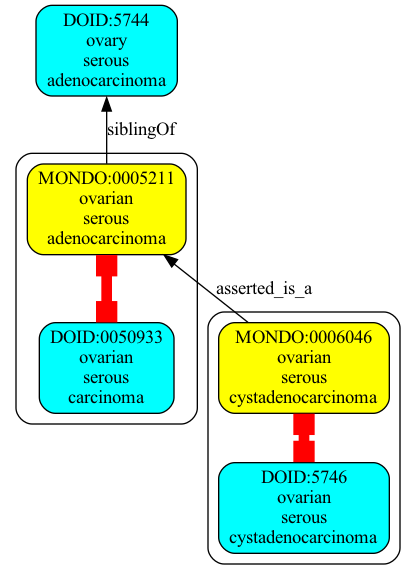 DOID:5744
ovary
serous
adenocarcinoma
siblingOf
MONDO:0005211
ovarian
serous
adenocarcinoma
asserted_is_a
DOID:0050933
ovarian
serous
carcinoma
MONDO:0006046
ovarian
serous
cystadenocarcinoma
DOID:5746
ovarian
serous
cystadenocarcinoma